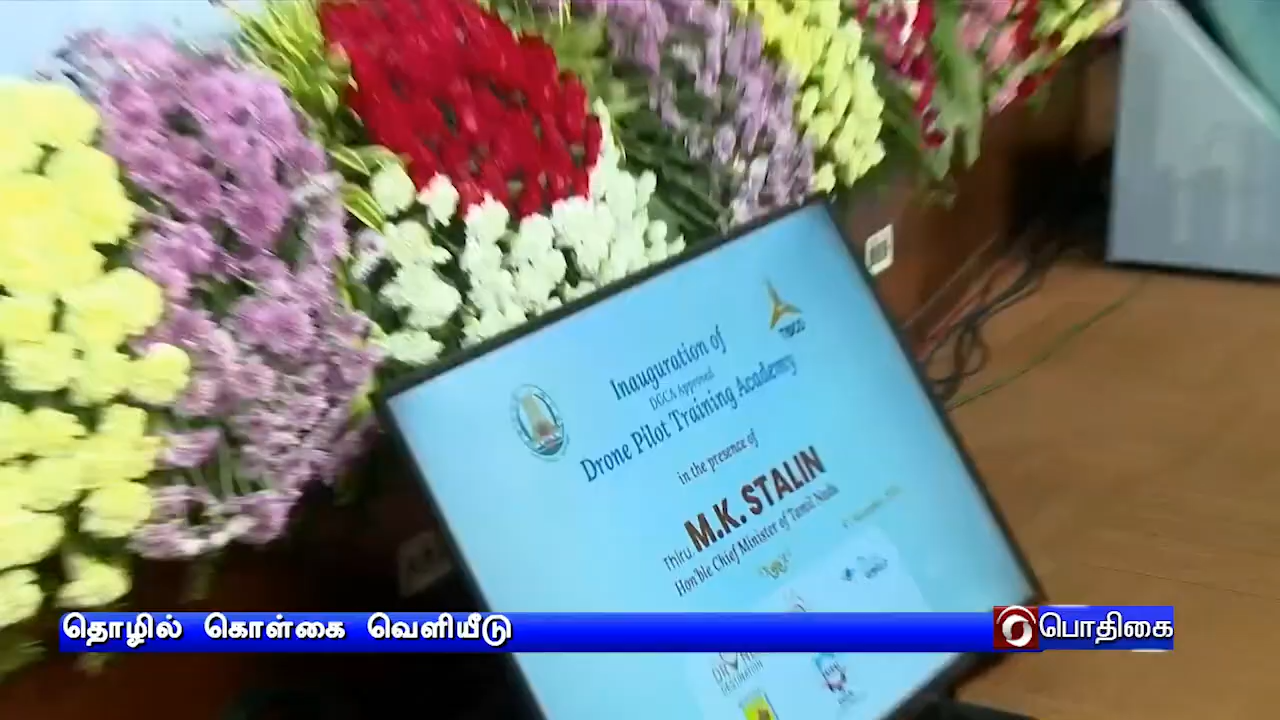 Inauguration of
DGCA Approved
Drone Pilot Training Academy
in the presence of
Thiru. M.K. STALIN
Hon'ble Chief Minister of Tamil Nadu
தொழில் கொள்கை வெளியீடு
பொதிகை